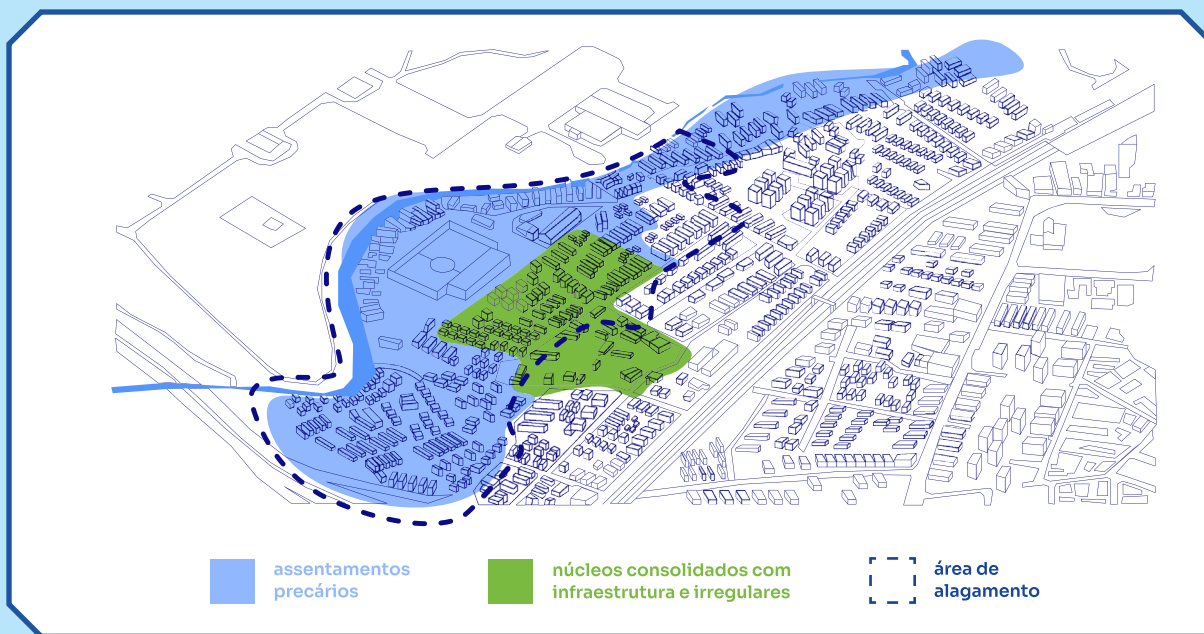 assentamentos
precários
núcleos consolidados com
infraestrutura e irregulares
área de
alagamento